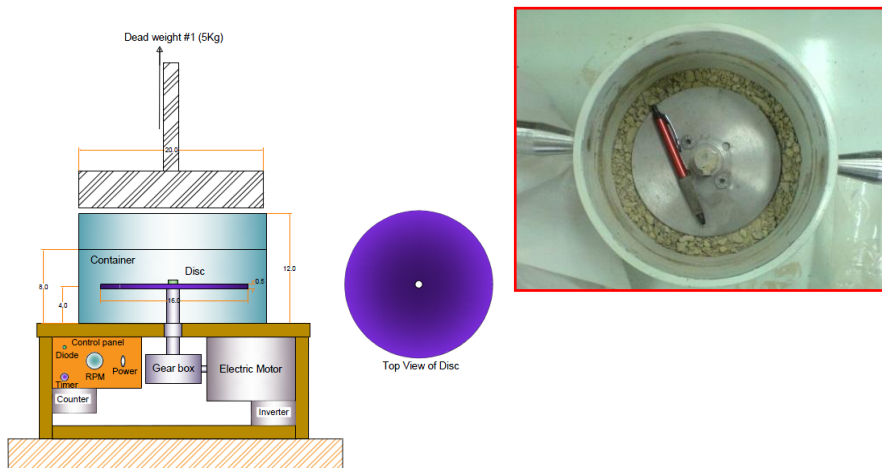 Dead weight #1 (5Kg)
20,0
Container
Disc
0,5
16,0
12,0
8,0
4,0
Control panel
Diode
RPM
Power
Timer
Counter
Gear box
Electric Motor
Inverter
Top View of Disc